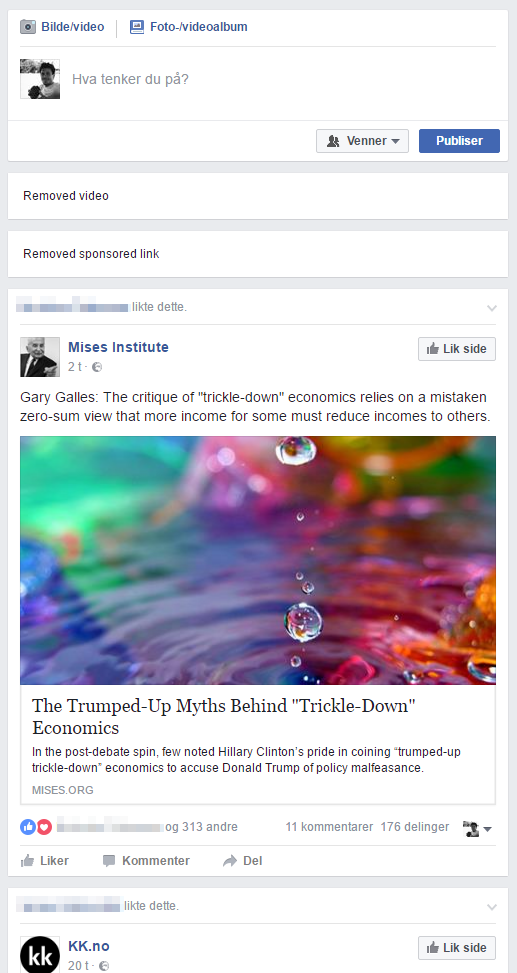 Bilde/video Foto-/videoalbum
Hva tenker du på?
Venner Publiser
Removed video
Removed sponsored link
likte dette.
Mises Institute Lik side
2 t ·
Gary Galles: The critique of "trickle-down" economics relies on a mistaken
zero-sum view that more income for some must reduce incomes to others.
The Trumped-Up Myths Behind "Trickle-Down"
Economics
In the post-debate spin, few noted Hillary Clinton's pride in coining “trumped-up
trickle-down” economics to accuse Donald Trump of policy malfeasance.
MISES.ORG
og 313 andre 11 kommentarer 176 delinger
Liker Kommenter Del
likte dette.
kk KK.no Lik side
20 t ·